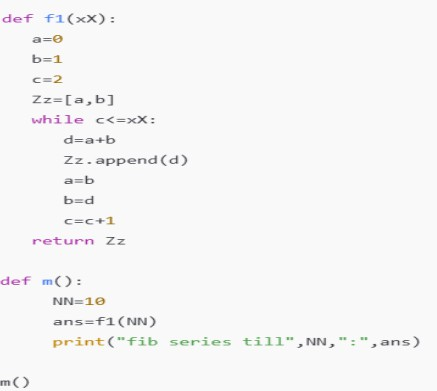 def f1(xX):
    a=0
    b=1
    c=2
    Zz=[a,b]
    while c<=xX:
        d=a+b
        Zz.append(d)
        a=b
        b=d
        c=c+1
    return Zz

def m():
      NN=10
      ans=f1(NN)
      print("fib series till",NN,":",ans)

m()